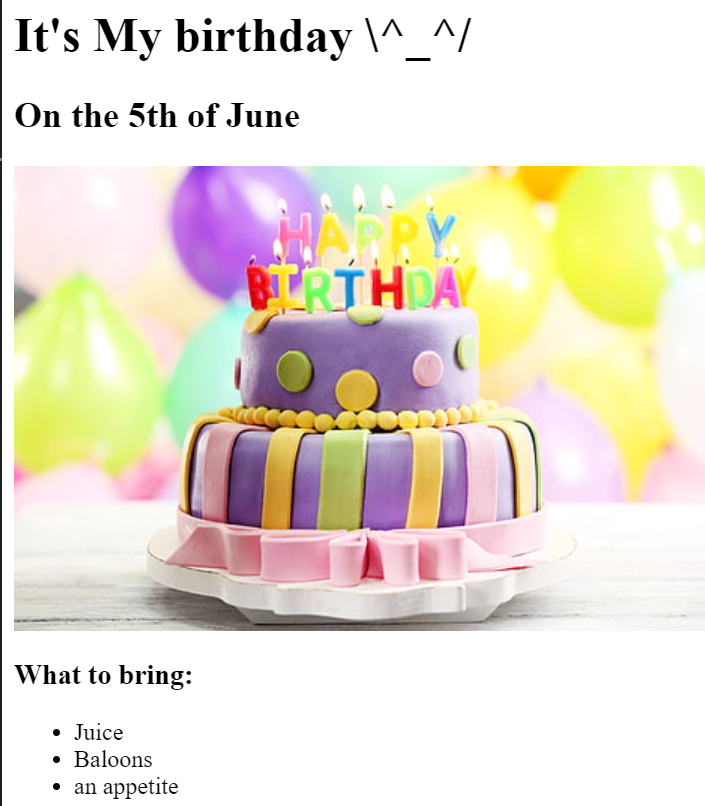 It's My birthday \^_^/
On the 5th of June
HAPPY
BIRTHDAY
What to bring:
Juice
Baloons
an appetite